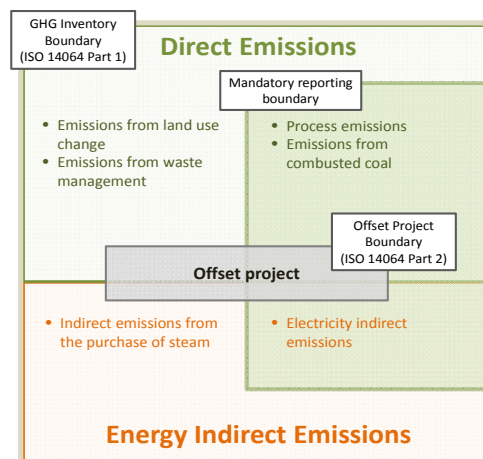 GHG Inventory
Boundary
(ISO 14064 Part 1)
Direct Emissions
Mandatory reporting
boundary
• Emissions from land use
change
• Emissions from waste
management
• Process emissions
• Emissions from
combusted coal
Offset Project
Boundary
(ISO 14064 Part 2)
Offset project
• Indirect emissions from
the purchase of steam
• Electricity indirect
emissions
Energy Indirect Emissions